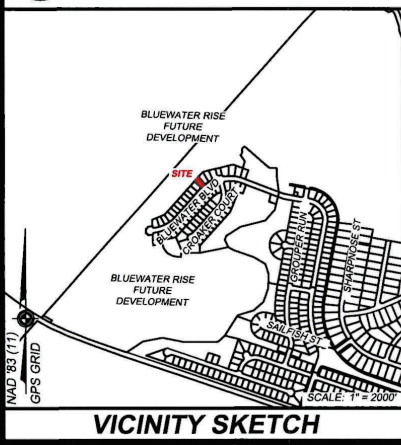 BLUEWATER RISE
FUTURE
DEVELOPMENT
SITE
BLUEWATER BLVD
CROAKER COURT
GROUPER RUN
SHARPNOSE ST
BLUEWATER RISE
FUTURE
DEVELOPMENT
SAILFISH ST
NAD '83 (11)
GPS GRID
SCALE: 1" = 2000'
VICINITY SKETCH